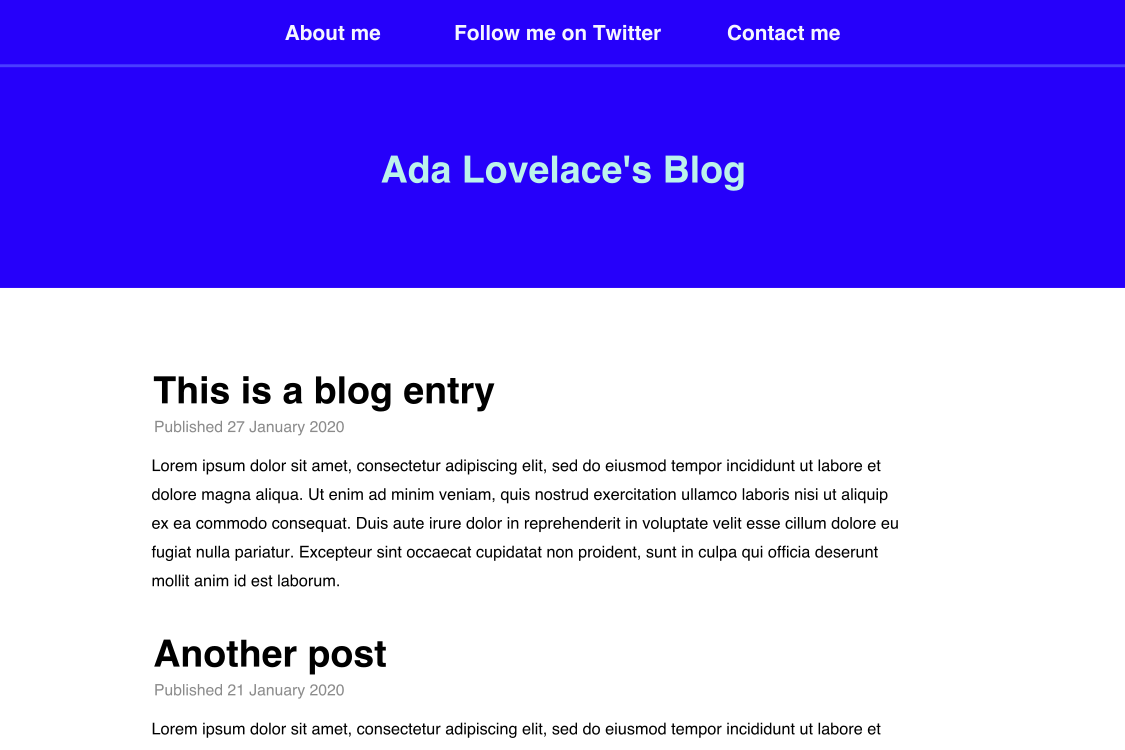 About me Follow me on Twitter Contact me
Ada Lovelace's Blog
This is a blog entry
Published 27 January 2020
Lorem ipsum dolor sit amet, consectetur adipiscing elit, sed do eiusmod tempor incididunt ut labore et
dolore magna aliqua. Ut enim ad minim veniam, quis nostrud exercitation ullamco laboris nisi ut aliquip
ex ea commodo consequat. Duis aute irure dolor in reprehenderit in voluptate velit esse cillum dolore eu
fugiat nulla pariatur. Excepteur sint occaecat cupidatat non proident, sunt in culpa qui officia deserunt
mollit anim id est laborum.
Another post
Published 21 January 2020
Lorem ipsum dolor sit amet, consectetur adipiscing elit, sed do eiusmod tempor incididunt ut labore et